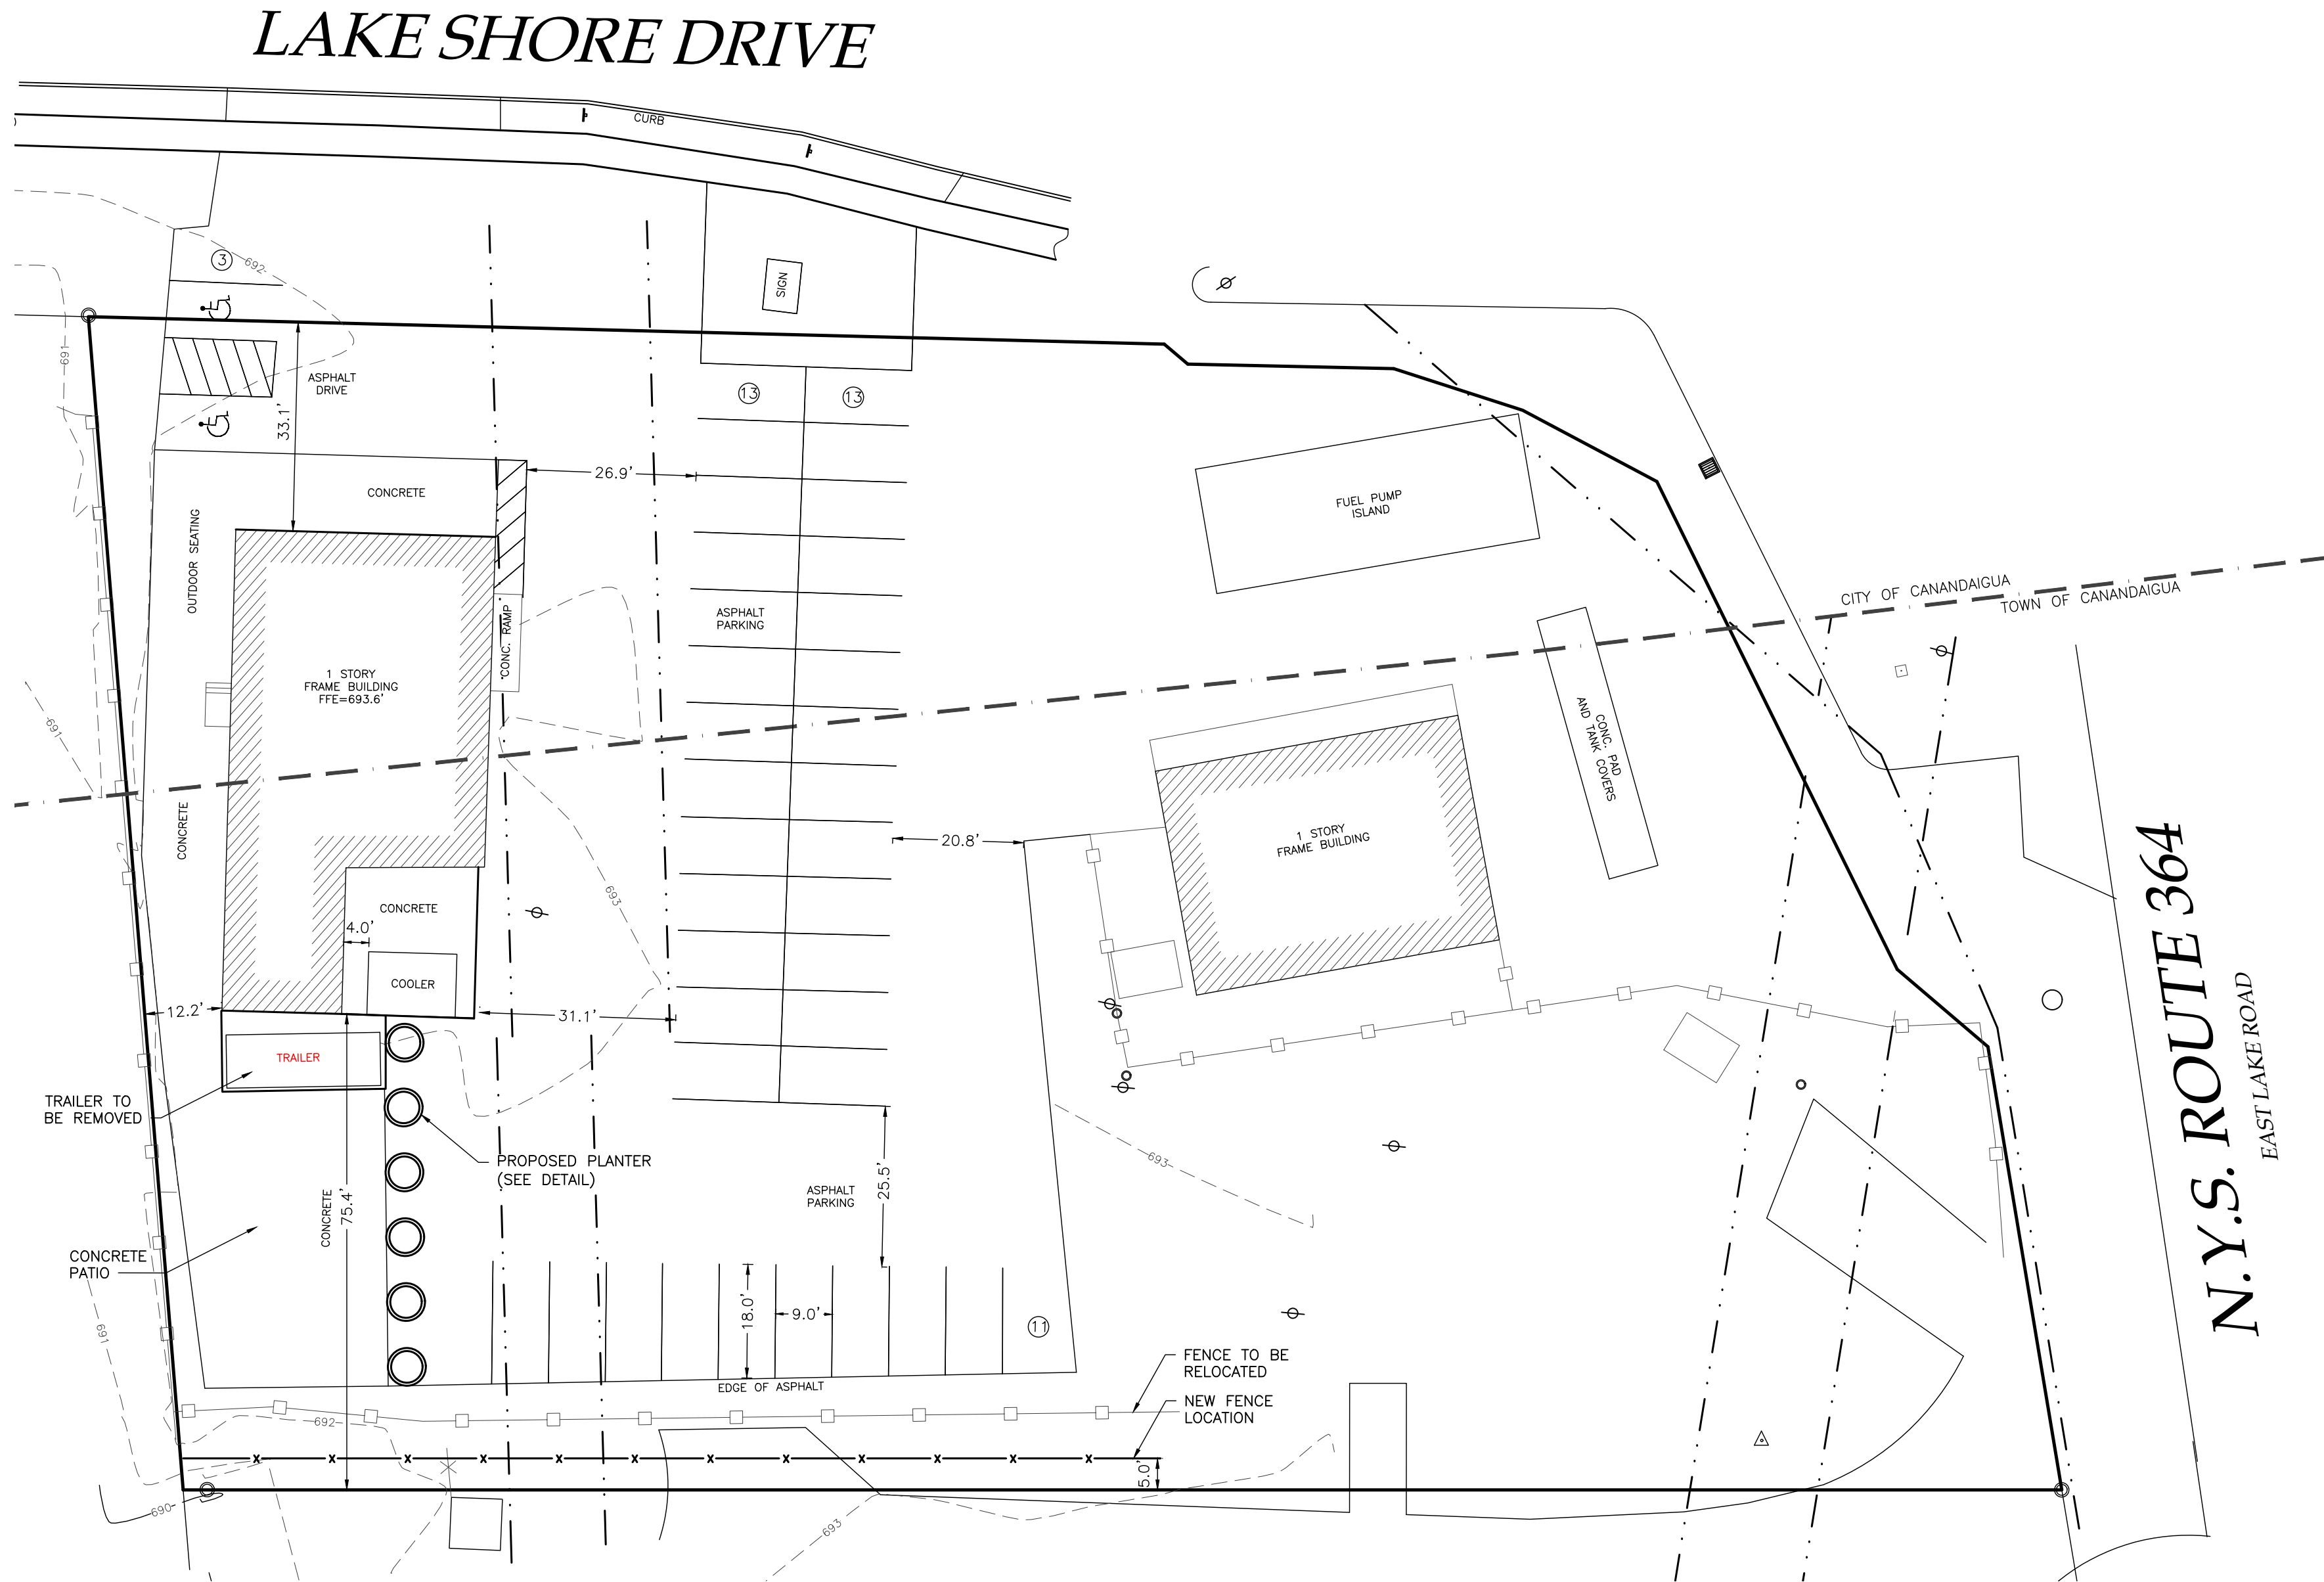 LAKE SHORE DRIVE
CURB
3
692
SIGN
691
ASPHALT
DRIVE
33.1'
13
13
26.9'
CONCRETE
FUEL PUMP
ISLAND
OUTDOOR SEATING
CITY OF CANANDAIGUA
TOWN OF CANANDAIGUA
CONC. RAMP
ASPHALT
PARKING
1 STORY
FRAME BUILDING
FFE=693.6'
691
CONC. PAD
AND TANK COVERS
CONCRETE
1 STORY
FRAME BUILDING
20.8'
693
CONCRETE
4.0'
COOLER
12.2'
31.1'
N.Y.S. ROUTE 364
EAST LAKE ROAD
TRAILER
TRAILER TO
BE REMOVED
PROPOSED PLANTER
(SEE DETAIL)
693
CONCRETE
75.4'
ASPHALT
PARKING
25.5'
CONCRETE
PATIO
18.0'
9.0'
11
691
FENCE TO BE
RELOCATED
EDGE OF ASPHALT
NEW FENCE
LOCATION
692
5.0'
690
693